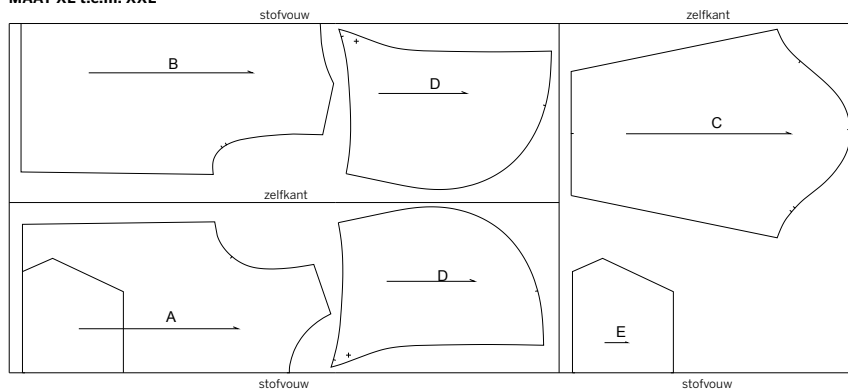 MAAT XL t.e.m. XXL
stofvouw
zelfkant
B
D
C
zelfkant
A
D
E
stofvouw
stofvouw